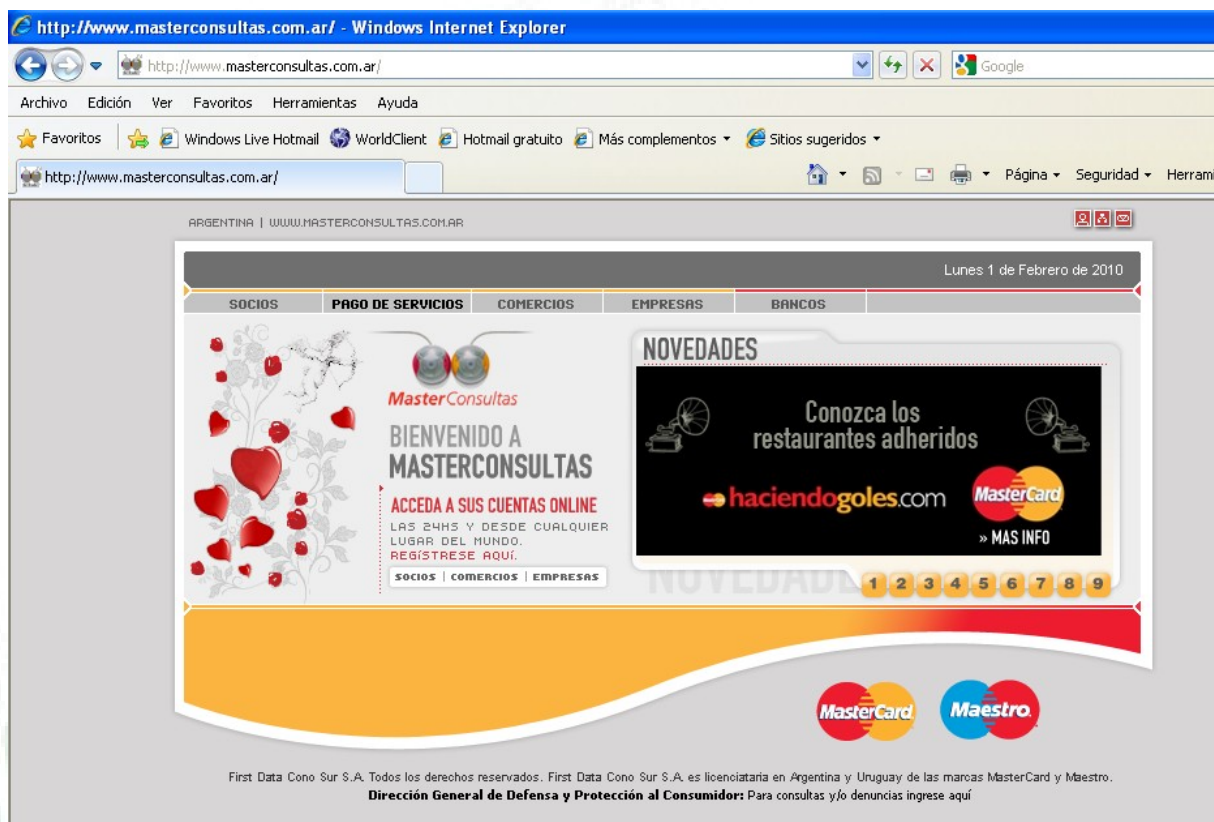 http://www.masterconsultas.com.ar/ - Windows Internet Explorer
http://www.masterconsultas.com.ar/
Google
Archivo Edición Ver Favoritos Herramientas Ayuda
Favoritos Windows Live Hotmail WorldClient Hotmail gratuito Más complementos Sitios sugeridos
http://www.masterconsultas.com.ar/
Página Seguridad Herrami
ARGENTINA | WWW.MASTERCONSULTAS.COM.AR
Lunes 1 de Febrero de 2010
SOCIOS PAGO DE SERVICIOS COMERCIOS EMPRESAS BANCOS
MasterConsultas
BIENVENIDO A
MASTERCONSULTAS
ACCEDA A SUS CUENTAS ONLINE
LAS 24HS Y DESDE CUALQUIER
LUGAR DEL MUNDO.
REGÍSTRESE AQUÍ.
SOCIOS | COMERCIOS | EMPRESAS
NOVEDADES
Conozca los
restaurantes adheridos
haciendogoles.com
MasterCard
» MAS INFO
NOVEDADE
1 2 3 4 5 6 7 8 9
MasterCard
Maestro
First Data Cono Sur S.A. Todos los derechos reservados. First Data Cono Sur S.A. es licenciataria en Argentina y Uruguay de las marcas MasterCard y Maestro.
Dirección General de Defensa y Protección al Consumidor: Para consultas y/o denuncias ingrese aquí